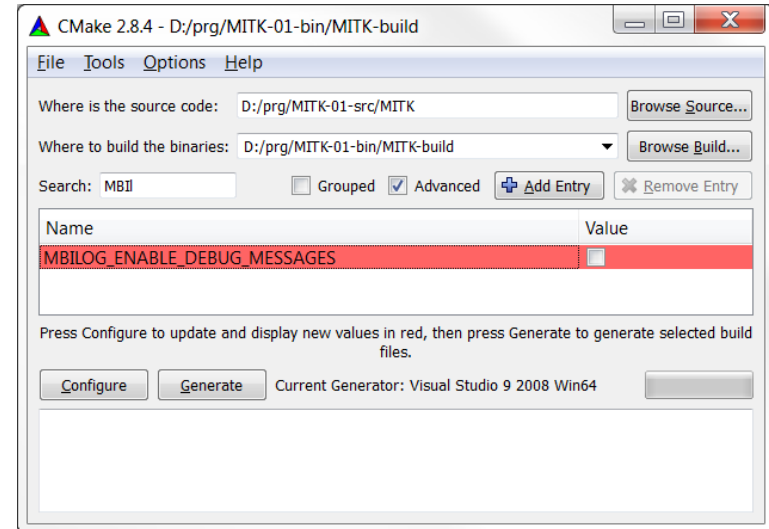 CMake 2.8.4 - D:/prg/MITK-01-bin/MITK-build
File Tools Options Help
Where is the source code: D:/prg/MITK-01-src/MITK Browse Source...
Where to build the binaries: D:/prg/MITK-01-bin/MITK-build Browse Build...
Search: MBIl Grouped Advanced Add Entry Remove Entry
Name Value
MBILOG_ENABLE_DEBUG_MESSAGES
Press Configure to update and display new values in red, then press Generate to generate selected build
files.
Configure Generate Current Generator: Visual Studio 9 2008 Win64